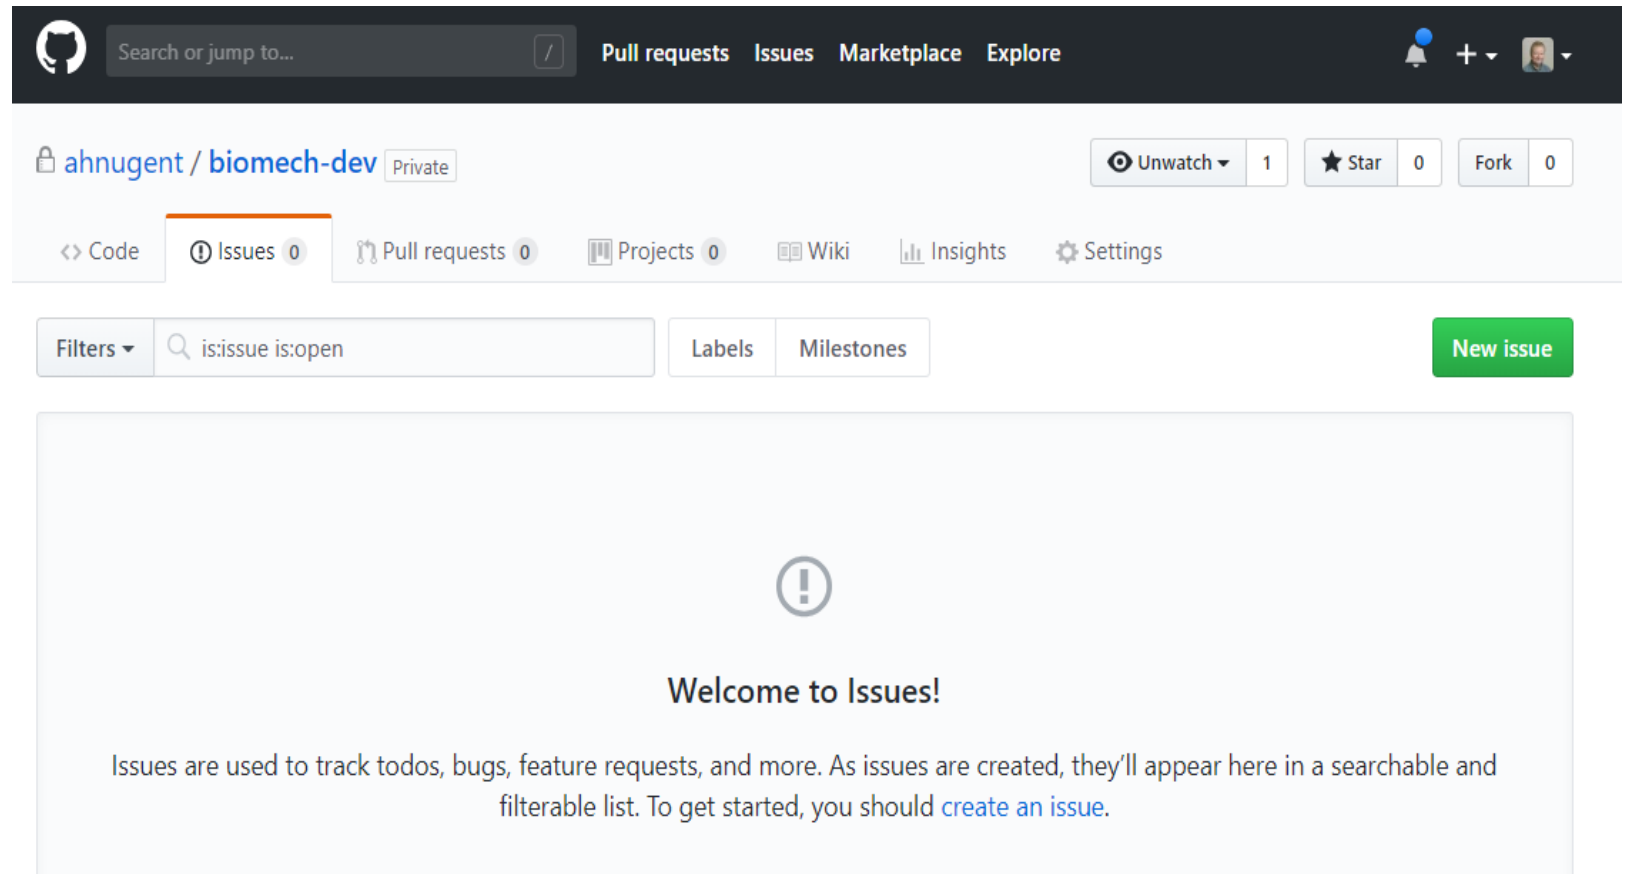 Search or jump to... / Pull requests Issues Marketplace Explore
ahnugent / biomech-dev Private Unwatch 1 Star 0 Fork 0
Code Issues 0 Pull requests 0 Projects 0 Wiki Insights Settings
Filters is:issue is:open Labels Milestones New issue
Welcome to Issues!
Issues are used to track todos, bugs, feature requests, and more. As issues are created, they’ll appear here in a searchable and
filterable list. To get started, you should create an issue.